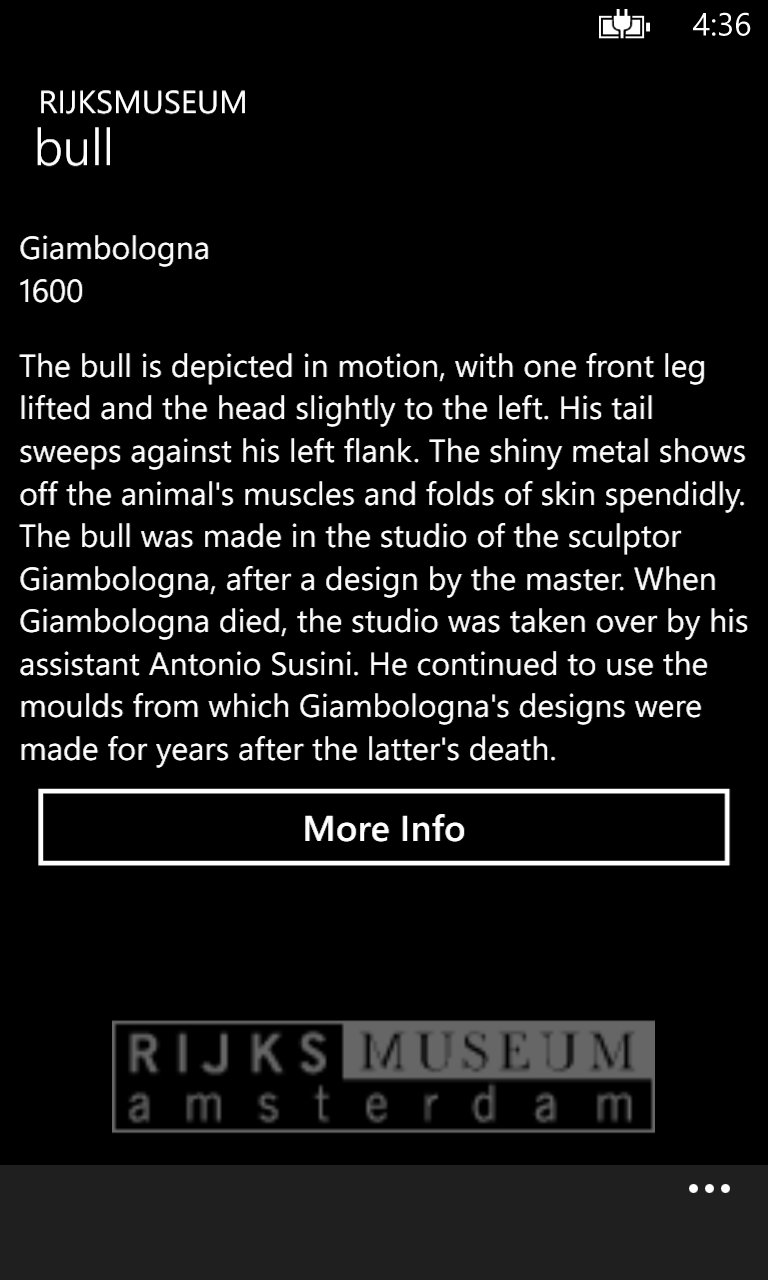 4:36
RIJKSMUSEUM
bull
Giambologna
1600
The bull is depicted in motion, with one front leg
lifted and the head slightly to the left. His tail
sweeps against his left flank. The shiny metal shows
off the animal's muscles and folds of skin spendidly.
The bull was made in the studio of the sculptor
Giambologna, after a design by the master. When
Giambologna died, the studio was taken over by his
assistant Antonio Susini. He continued to use the
moulds from which Giambologna's designs were
made for years after the latter's death.
More Info
RIJKSMUSEUM
amsterdam